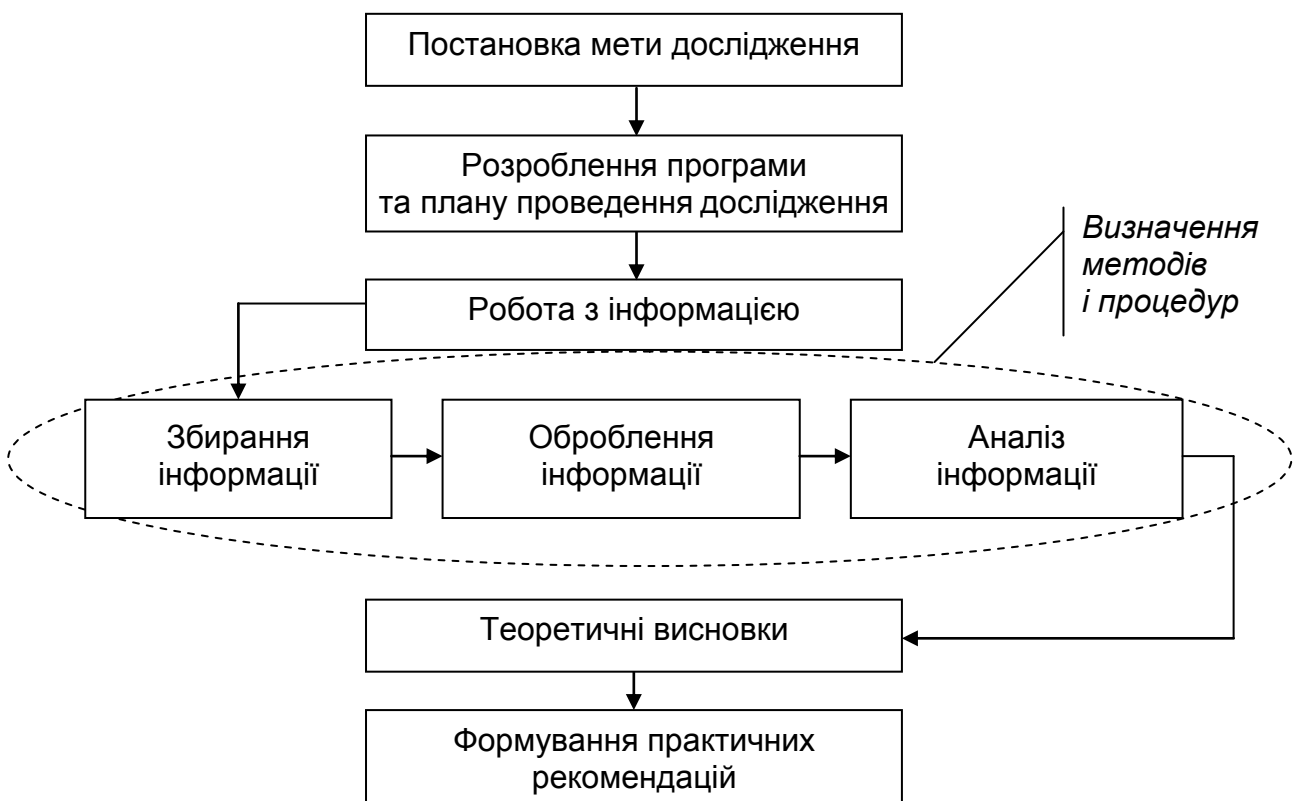 Постановка мети дослідження
Розроблення програми
та плану проведення дослідження
Визначення
методів
і процедур
Робота з інформацією
Збирання
інформації
Оброблення
інформації
Аналіз
інформації
Теоретичні висновки
Формування практичних
рекомендацій